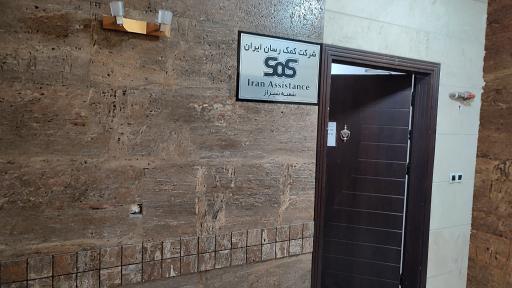 شرکت کمک رسان ایران
SOS
Iran Assistance
شعبه شیراز